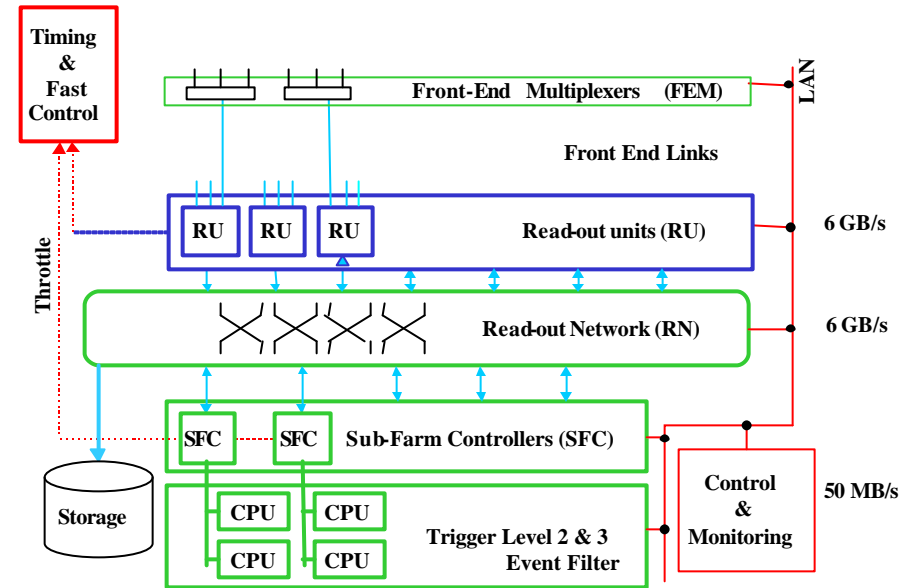 Timing
&
Fast
Control
Front-End Multiplexers (FEM)
LAN
Front End Links
RU
RU
RU
Read-out units (RU)
6 GB/s
Throttle
Read-out Network (RN)
6 GB/s
SFC
SFC
Sub-Farm Controllers (SFC)
Storage
CPU
CPU
CPU
CPU
Trigger Level 2 & 3
Event Filter
Control
&
Monitoring
50 MB/s